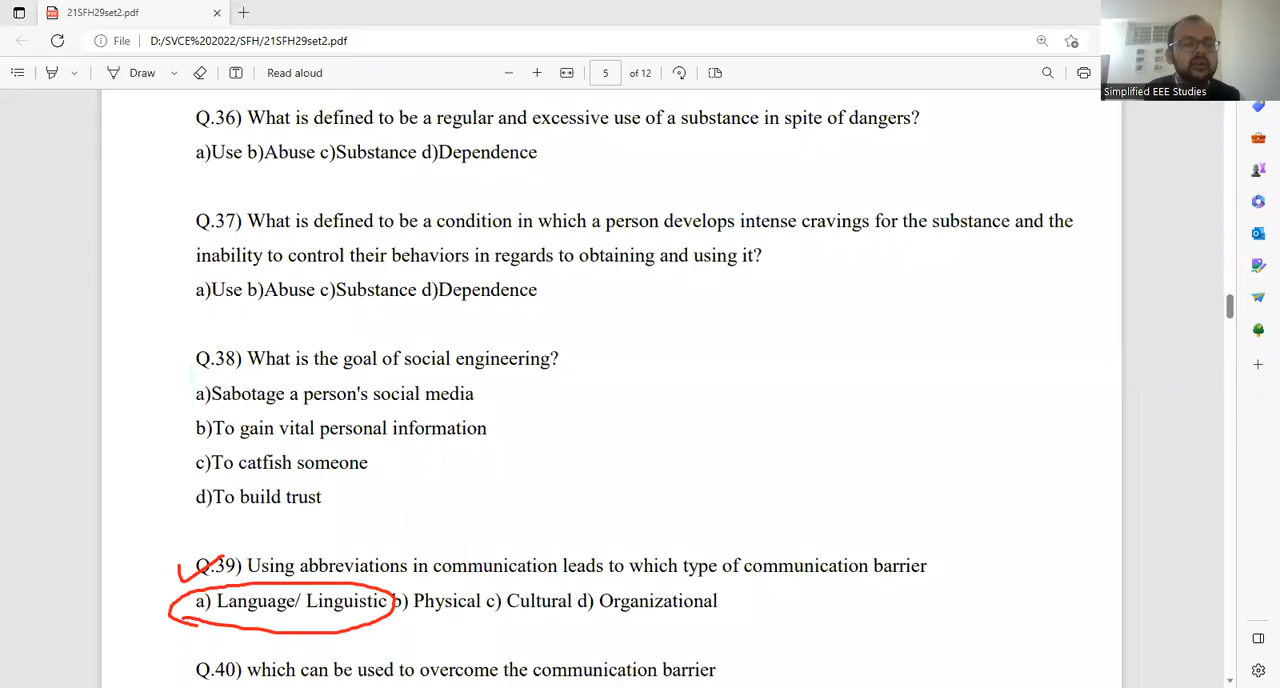 21SFH29set2.pdf
File D:/SVCE%202022/SFH/21SFH29set2.pdf
Draw Read aloud 5 of 12
Simplified EEE Studies
Q.36) What is defined to be a regular and excessive use of a substance in spite of dangers?
a)Use b)Abuse c)Substance d)Dependence
Q.37) What is defined to be a condition in which a person develops intense cravings for the substance and the
inability to control their behaviors in regards to obtaining and using it?
a)Use b)Abuse c)Substance d)Dependence
Q.38) What is the goal of social engineering?
a)Sabotage a person's social media
b)To gain vital personal information
c)To catfish someone
d)To build trust
Q.39) Using abbreviations in communication leads to which type of communication barrier
a) Language/ Linguistic b) Physical c) Cultural d) Organizational
Q.40) which can be used to overcome the communication barrier